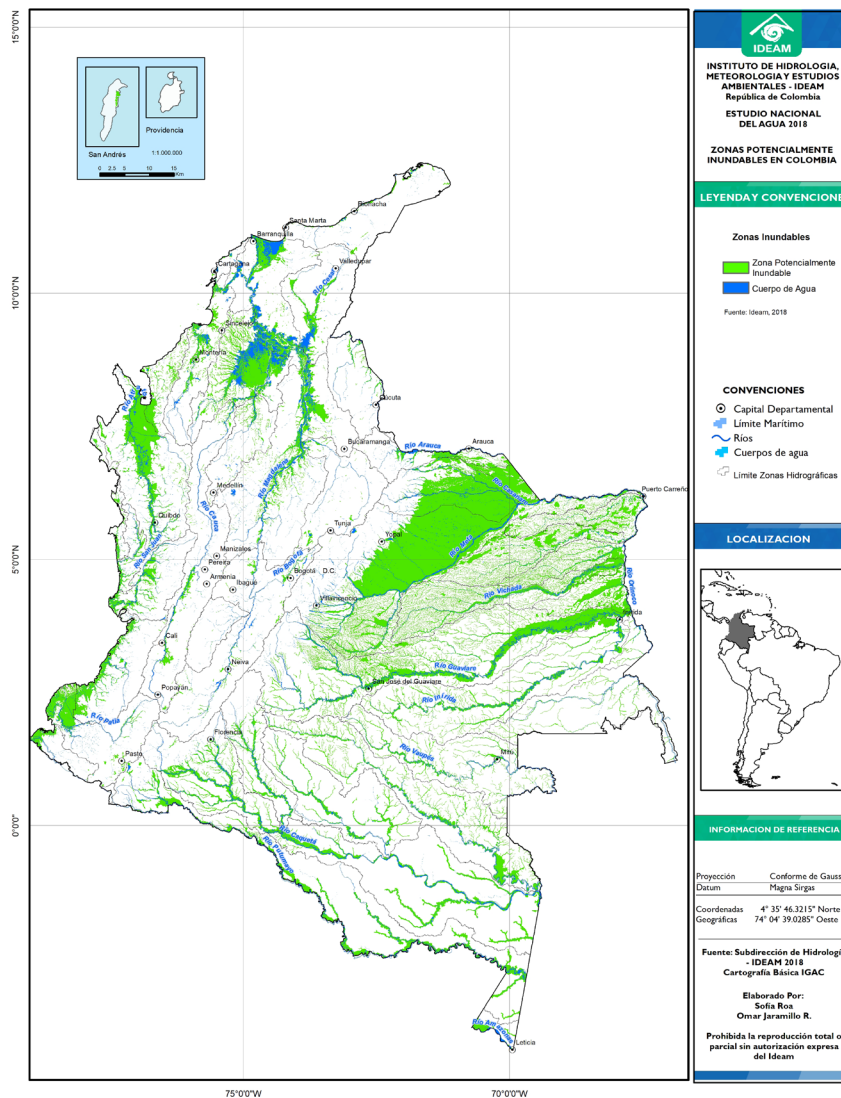 15°0'0"N
10°0'0"N
5°0'0"N
0°0'0"
75°0'0"W
70°0'0"W
San Andrés
Providencia
1:1 000.000
0 2.5 5 10 15
Km
Riohacha
Santa Marta
Barranquilla
Cartagena
Valledupar
Río Cesar
Sincelejo
Montería
Cúcuta
Bucaramanga
Río Arauca
Arauca
Puerto Carreño
Río Casanare
Medellín
Río Magdalena
Río Cauca
Quibdó
Río San Juan
Tunja
Yopal
Río Meta
Manizales
Pereira
Armenia
Ibagué
Río Bogotá
Bogotá D.C.
Villavicencio
Río Vichada
Río Orinoco
Inírida
Cali
Neiva
Río Guaviare
San José del Guaviare
Río Inírida
Popayán
Río Patía
Florencia
Pasto
Río Vaupés
Mitú
Río Caquetá
Río Putumayo
Río Amazonas
Leticia
IDEAM
INSTITUTO DE HIDROLOGIA,
METEOROLOGIA Y ESTUDIOS
AMBIENTALES - IDEAM
República de Colombia
ESTUDIO NACIONAL
DEL AGUA 2018
ZONAS POTENCIALMENTE
INUNDABLES EN COLOMBIA
LEYENDA Y CONVENCIONE
Zonas Inundables
Zona Potencialmente
Inundable
Cuerpo de Agua
Fuente: Ideam, 2018
CONVENCIONES
Capital Departamental
Límite Marítimo
Ríos
Cuerpos de agua
Límite Zonas Hidrográficas
LOCALIZACION
INFORMACION DE REFERENCIA
Proyección Conforme de Gauss
Datum Magna Sirgas
Coordenadas 4° 35' 46.3215" Norte
Geográficas 74° 04' 39.0285" Oeste
Fuente: Subdirección de Hidrologí
- IDEAM 2018
Cartografía Básica IGAC
Elaborado Por:
Sofia Roa
Omar Jaramillo R.
Prohibida la reproducción total o
parcial sin autorización expresa
del Ideam